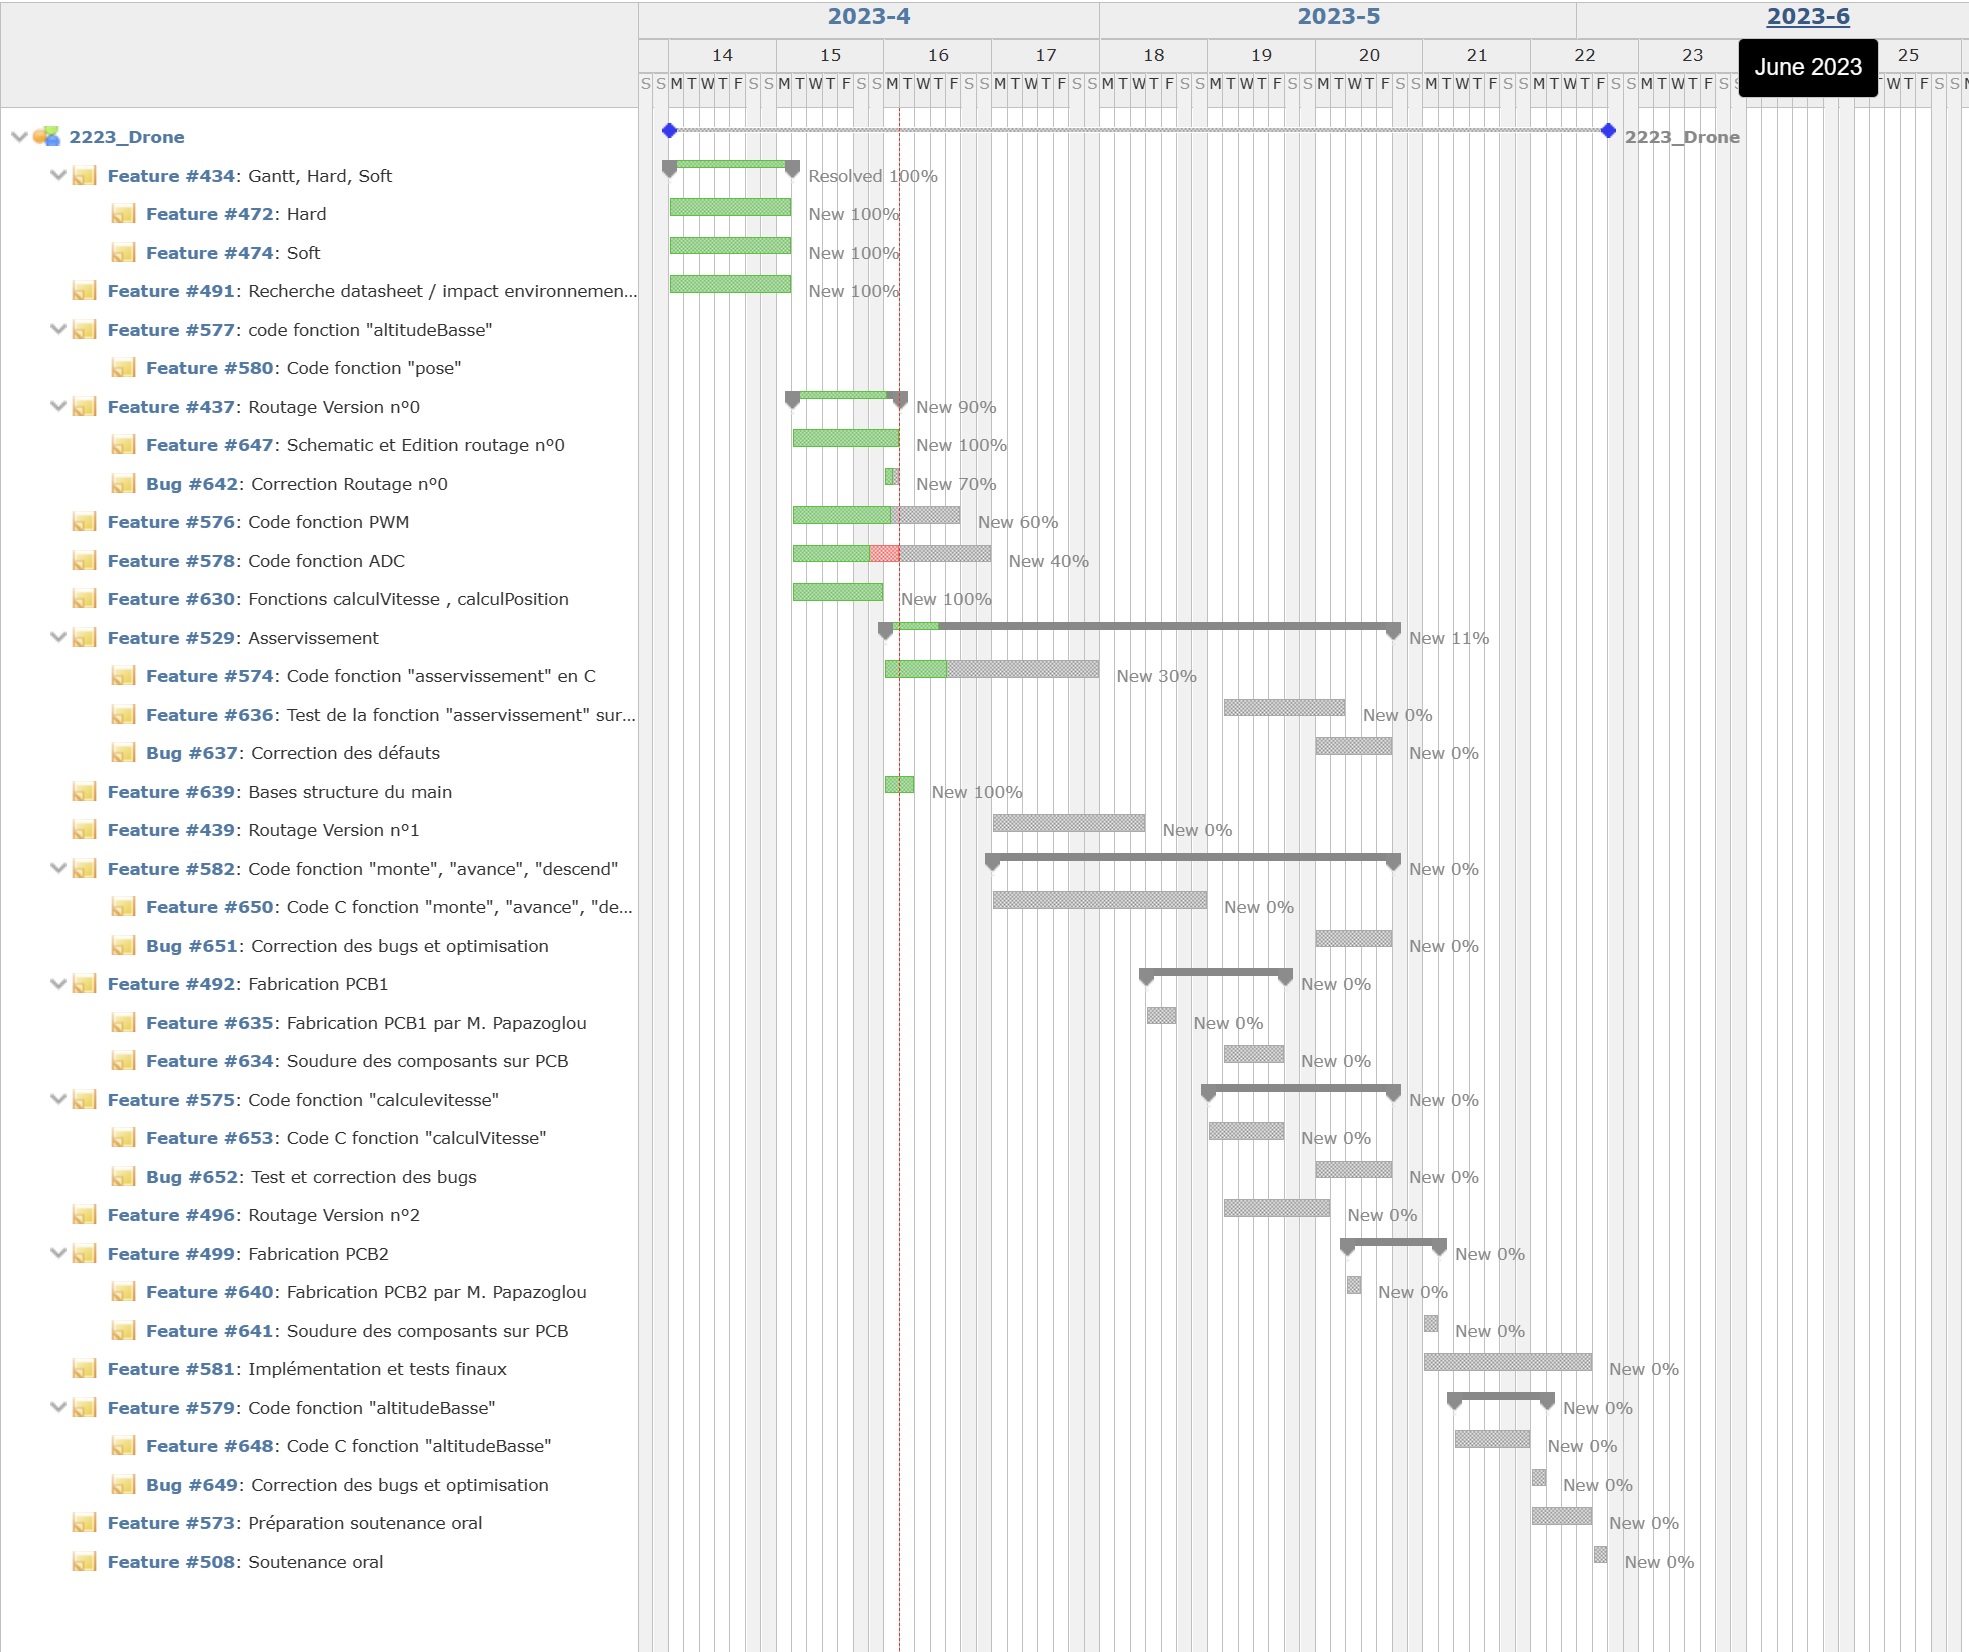 2023-4 2023-5 2023-6
14 15 16 17 18 19 20 21 22 23 25
June 2023
S S M T W T F S S M T W T F S S M T W T F S S M T W T F S S M T W T F S S M T W T F S S M T W T F S S M T W T F S S M T W T F S S M T W T F S W T F S S
2223_Drone 2223_Drone
Feature #434: Gantt, Hard, Soft Resolved 100%
Feature #472: Hard New 100%
Feature #474: Soft New 100%
Feature #491: Recherche datasheet / impact environnemen... New 100%
Feature #577: code fonction "altitudeBasse"
Feature #580: Code fonction "pose"
Feature #437: Routage Version nº0 New 90%
Feature #647: Schematic et Edition routage nº0 New 100%
Bug #642: Correction Routage nº0 New 70%
Feature #576: Code fonction PWM New 60%
Feature #578: Code fonction ADC New 40%
Feature #630: Fonctions calculVitesse , calculPosition New 100%
Feature #529: Asservissement New 11%
Feature #574: Code fonction "asservissement" en C New 30%
Feature #636: Test de la fonction "asservissement" sur... New 0%
Bug #637: Correction des défauts New 0%
Feature #639: Bases structure du main New 100%
Feature #439: Routage Version nº1 New 0%
Feature #582: Code fonction "monte", "avance", "descend" New 0%
Feature #650: Code C fonction "monte", "avance", "de... New 0%
Bug #651: Correction des bugs et optimisation New 0%
Feature #492: Fabrication PCB1 New 0%
Feature #635: Fabrication PCB1 par M. Papazoglou New 0%
Feature #634: Soudure des composants sur PCB New 0%
Feature #575: Code fonction "calculevitesse" New 0%
Feature #653: Code C fonction "calculVitesse" New 0%
Bug #652: Test et correction des bugs New 0%
Feature #496: Routage Version nº2 New 0%
Feature #499: Fabrication PCB2 New 0%
Feature #640: Fabrication PCB2 par M. Papazoglou New 0%
Feature #641: Soudure des composants sur PCB New 0%
Feature #581: Implémentation et tests finaux New 0%
Feature #579: Code fonction "altitudeBasse" New 0%
Feature #648: Code C fonction "altitudeBasse" New 0%
Bug #649: Correction des bugs et optimisation New 0%
Feature #573: Préparation soutenance oral New 0%
Feature #508: Soutenance oral New 0%